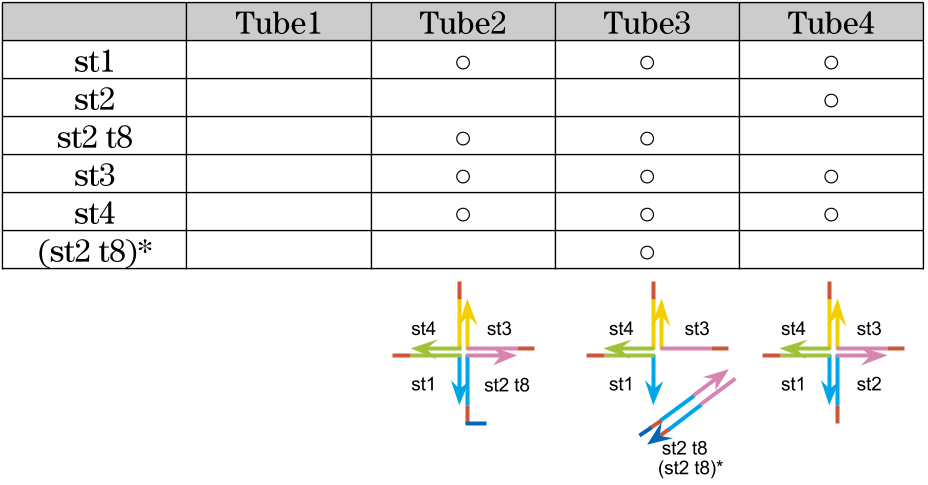 Tube1 Tube2 Tube3 Tube4
st1 ○ ○ ○
st2 ○
st2 t8 ○ ○
st3 ○ ○ ○
st4 ○ ○ ○
(st2 t8)* ○
st4 st3 st4 st3 st4 st3
st1 st2 t8 st1 st1 st2
st2 t8
(st2 t8)*